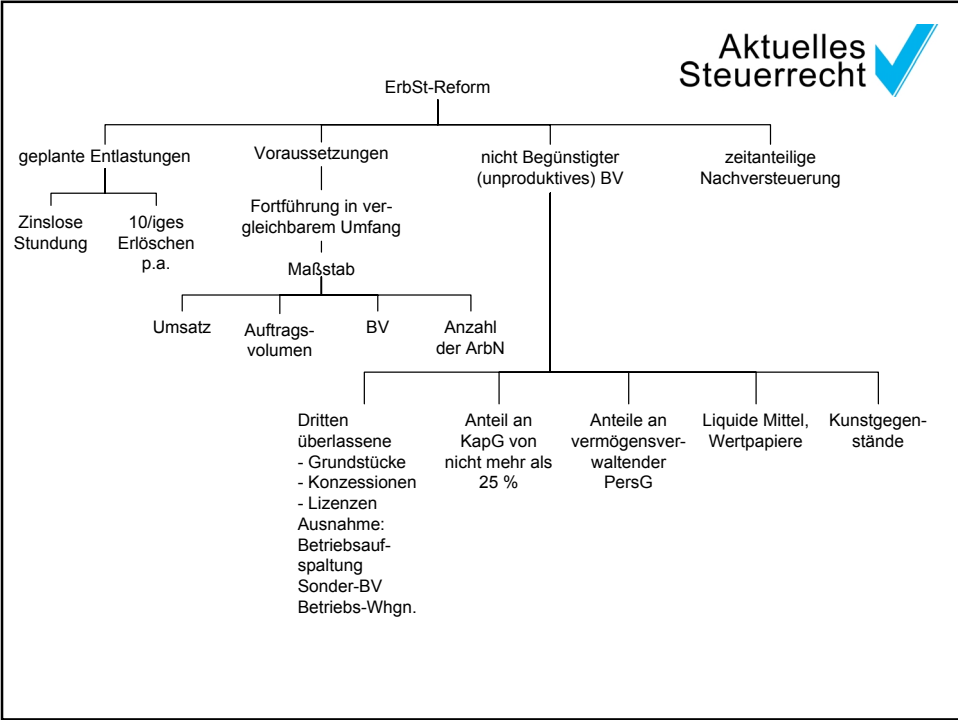 Aktuelles
Steuerrecht
ErbSt-Reform
geplante Entlastungen
Voraussetzungen
nicht Begünstigter
(unproduktives) BV
zeitanteilige
Nachversteuerung
Zinslose
Stundung
10/iges
Erlöschen
p.a.
Fortführung in ver-
gleichbarem Umfang
Maßstab
Umsatz
Auftrags-
volumen
BV
Anzahl
der ArbN
Dritten
überlassene
- Grundstücke
- Konzessionen
- Lizenzen
Ausnahme:
Betriebsauf-
spaltung
Sonder-BV
Betriebs-Whgn.
Anteil an
KapG von
nicht mehr als
25 %
Anteile an
vermögensver-
waltender
PersG
Liquide Mittel,
Wertpapiere
Kunstgegen-
stände